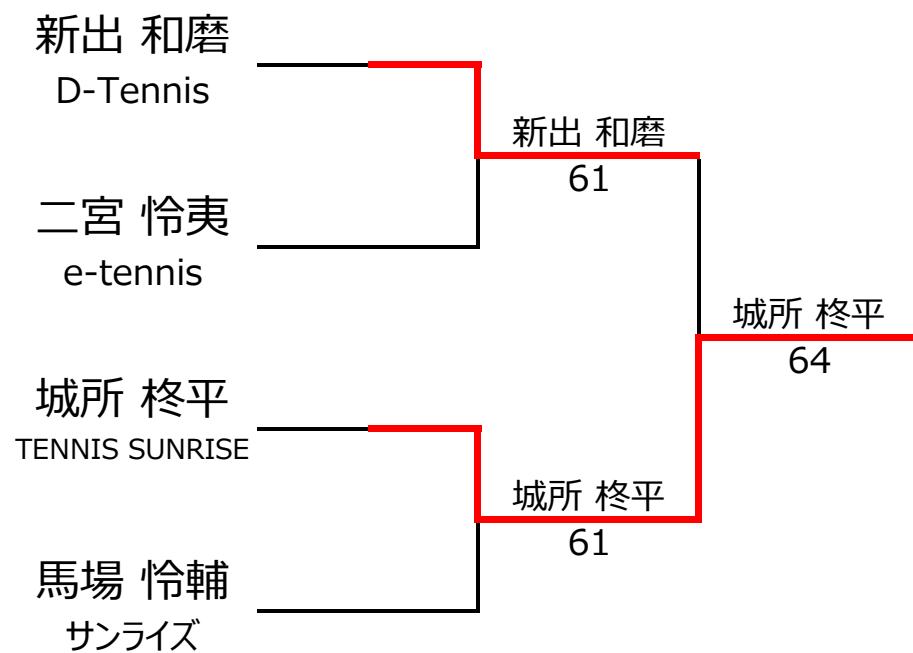 新出 和磨
D-Tennis
新出 和磨
61
二宮 怜夷
e-tennis
城所 柊平
64
城所 柊平
TENNIS SUNRISE
城所 柊平
61
馬場 怜輔
サンライズ